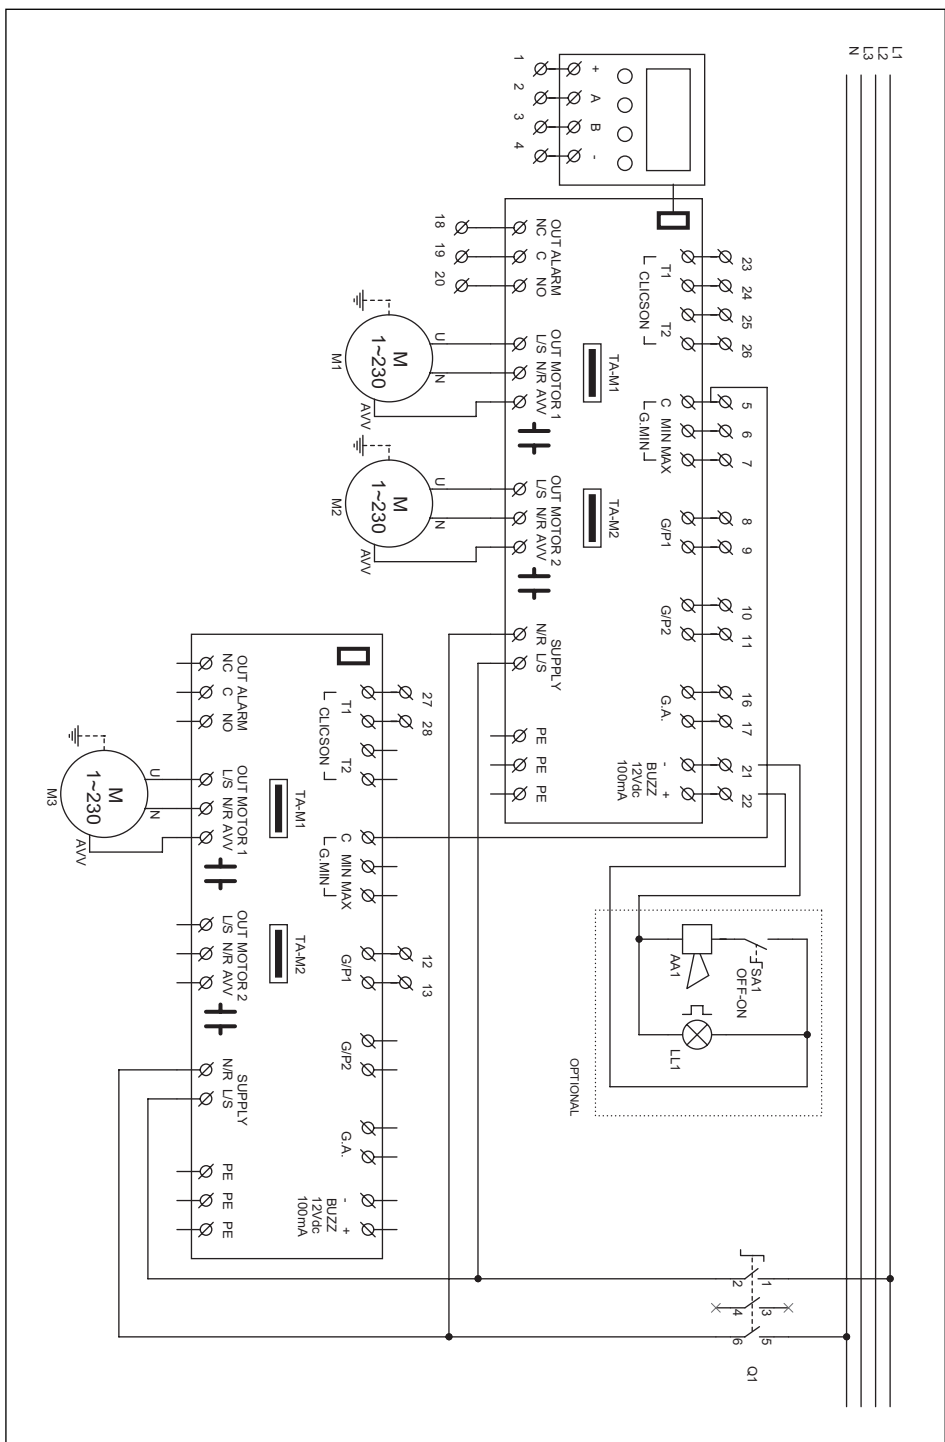 L1
L2
L3
N
1
2
3
4
+
A
B
-
18
19
20
NC
C
NO
OUT ALARM
23
24
25
26
T1
T2
CLICSON
TA-M1
L/S N/R AVV
OUT MOTOR 1
U
N
AVV
M
1~230
M1
5
6
7
C MIN MAX
G.MIN
TA-M2
L/S N/R AVV
OUT MOTOR 2
U
N
AVV
M
1~230
M2
8
9
G/P1
10
11
G/P2
N/R L/S
SUPPLY
16
17
G.A.
PE
PE
PE
21
22
-
+
BUZZ
12Vdc
100mA
SA1
OFF-ON
AA1
LL1
OPTIONAL
NC
C
NO
OUT ALARM
27
28
T1
T2
CLICSON
TA-M1
L/S N/R AVV
OUT MOTOR 1
U
N
AVV
M
1~230
M3
C MIN MAX
G.MIN
TA-M2
L/S N/R AVV
OUT MOTOR 2
12
13
G/P1
G/P2
N/R L/S
SUPPLY
G.A.
PE
PE
PE
-
+
BUZZ
12Vdc
100mA
1
2
3
4
5
6
Q1